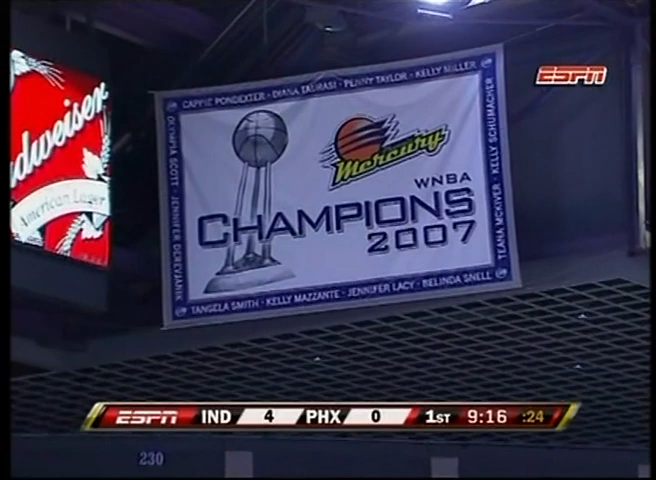 Budweiser
American Lager
ESPN
CAPPIE PONDEXTER · DIANA TAURASI · PENNY TAYLOR · KELLY MILLER
OLYMPIA SCOTT · JENNIFER DEREVJANIK
TEANA MCKIVER · KELLY SCHUMACHER
Mercury
WNBA
CHAMPIONS
2007
TANGELA SMITH · KELLY MAZZANTE · JENNIFER LACY · BELINDA SNELL
ESPN IND 4 PHX 0 1ST 9:16 :24
230